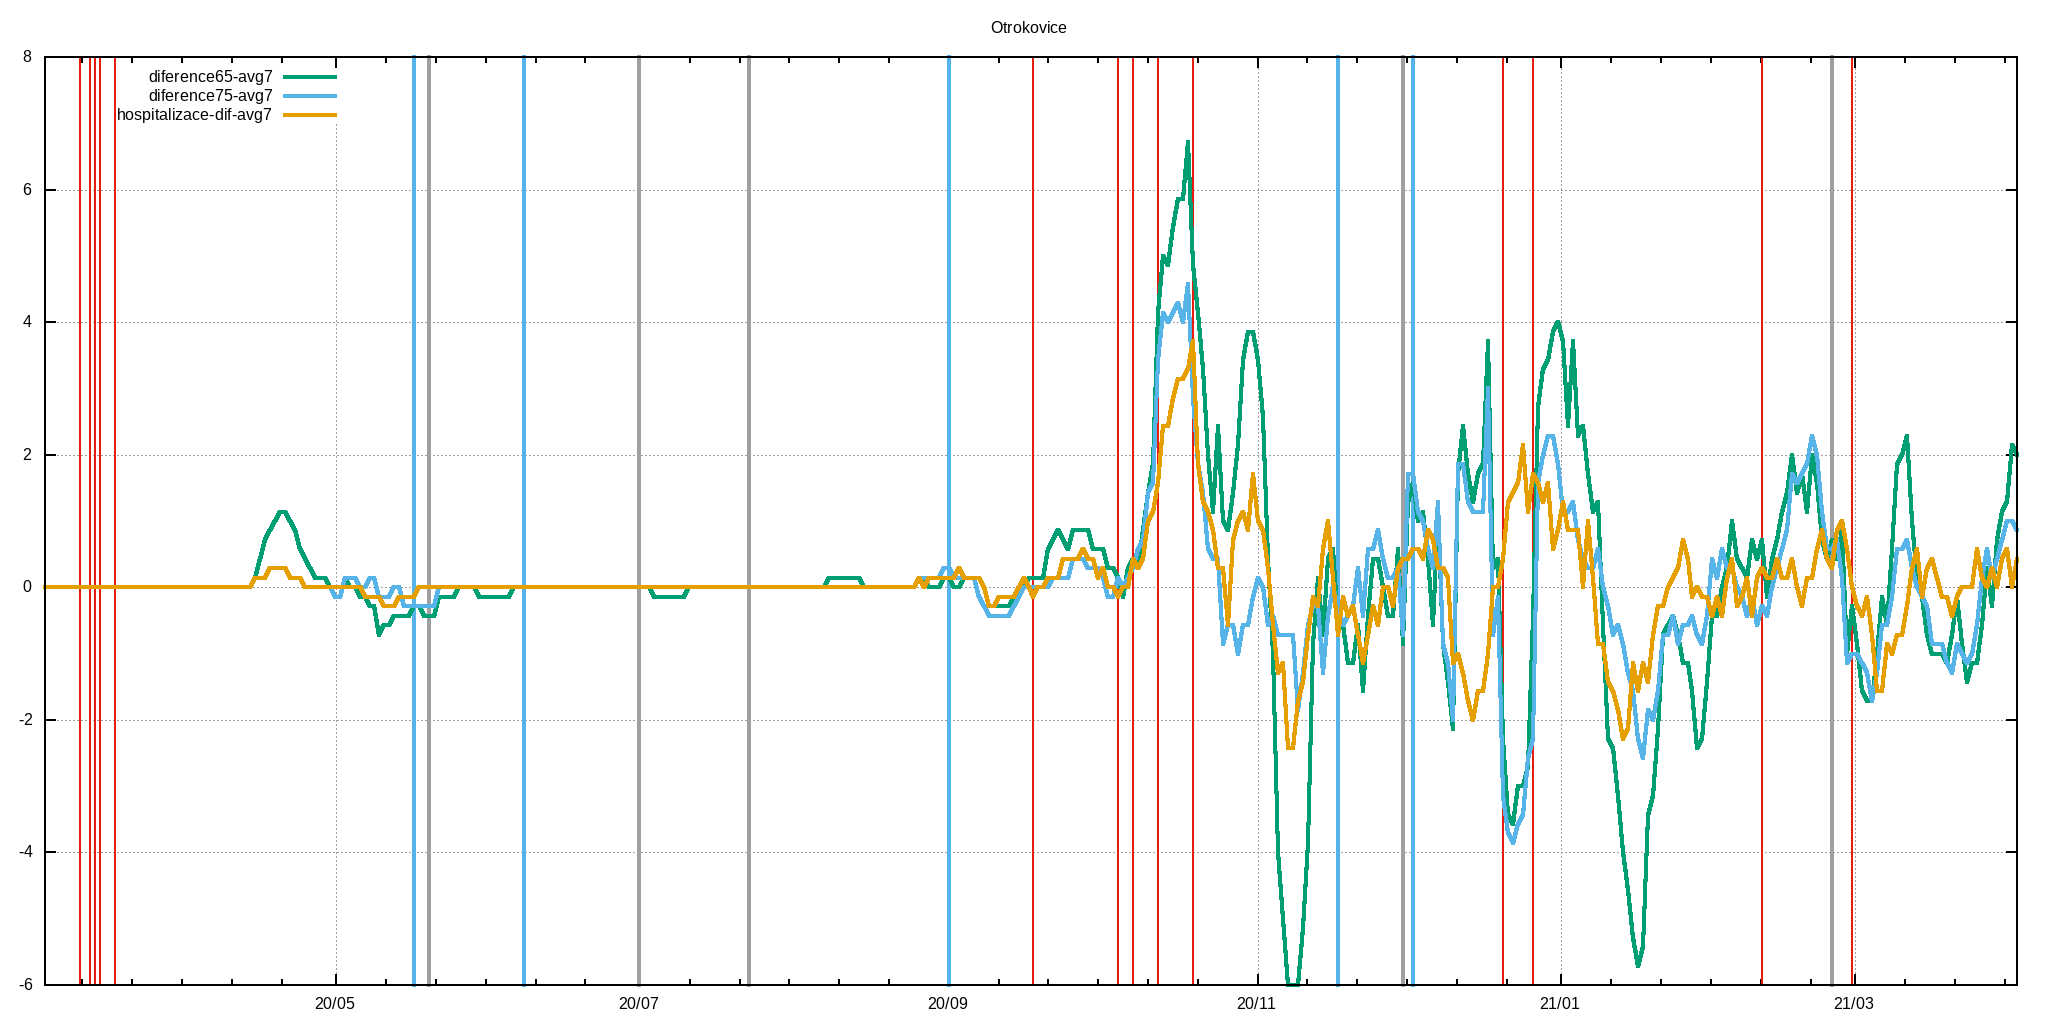 Otrokovice
8
diference65-avg7
diference75-avg7
hospitalizace-dif-avg7
6
4
2
0
-2
-4
-6
20/05 20/07 20/09 20/11 21/01 21/03